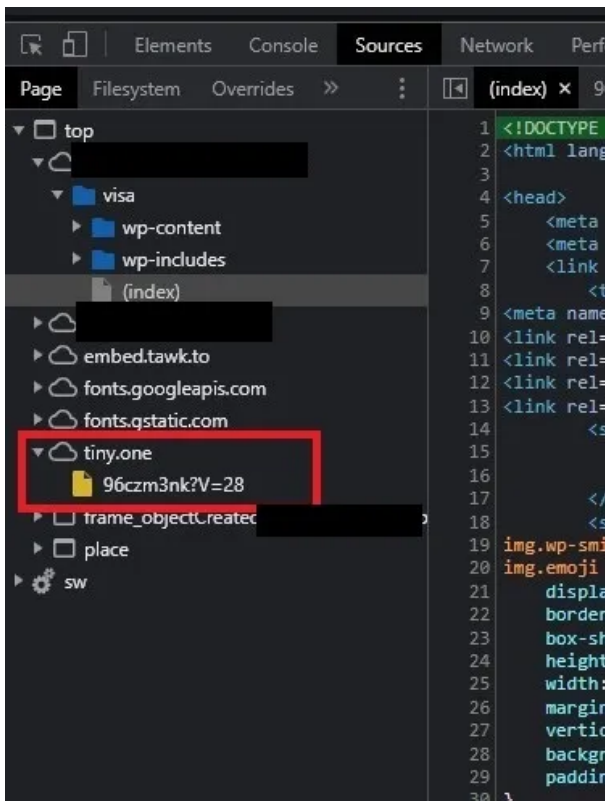 Elements Console Sources Network Perf
Page Filesystem Overrides » (index) × 9
top
visa
wp-content
wp-includes
(index)
embed.tawk.to
fonts.googleapis.com
fonts.gstatic.com
tiny.one
96czm3nk?V=28
frame_objectCreated
place
sw
1 <!DOCTYPE
2 <html lang
3
4 <head>
5 <meta
6 <meta
7 <link
8 <t
9 <meta name
10 <link rel=
11 <link rel=
12 <link rel=
13 <link rel=
14 <s
15
16
17 </
18 <s
19 img.wp-smi
20 img.emoji
21 displa
22 border
23 box-sh
24 height
25 width:
26 margin
27 vertic
28 backgr
29 paddin
30 }